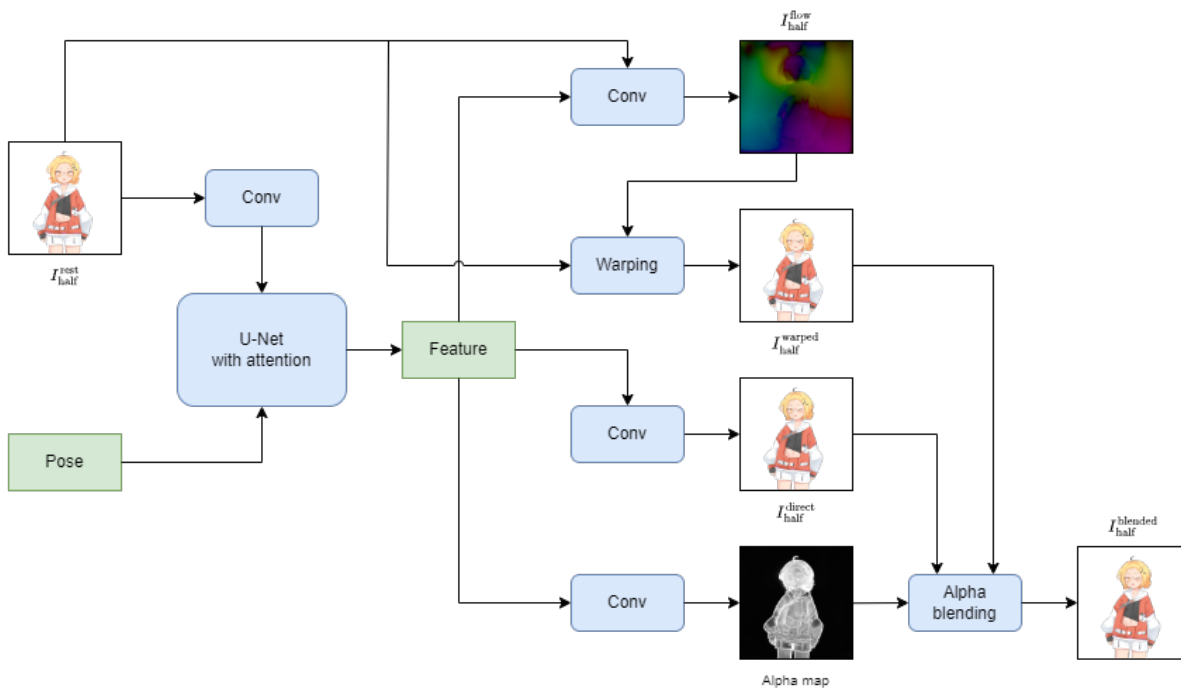 I_half^flow
Conv
Conv
I_half^rest
Warping
U-Net
with attention
Feature
I_half^warped
Conv
Pose
I_half^direct
I_half^blended
Conv
Alpha
blending
Alpha map